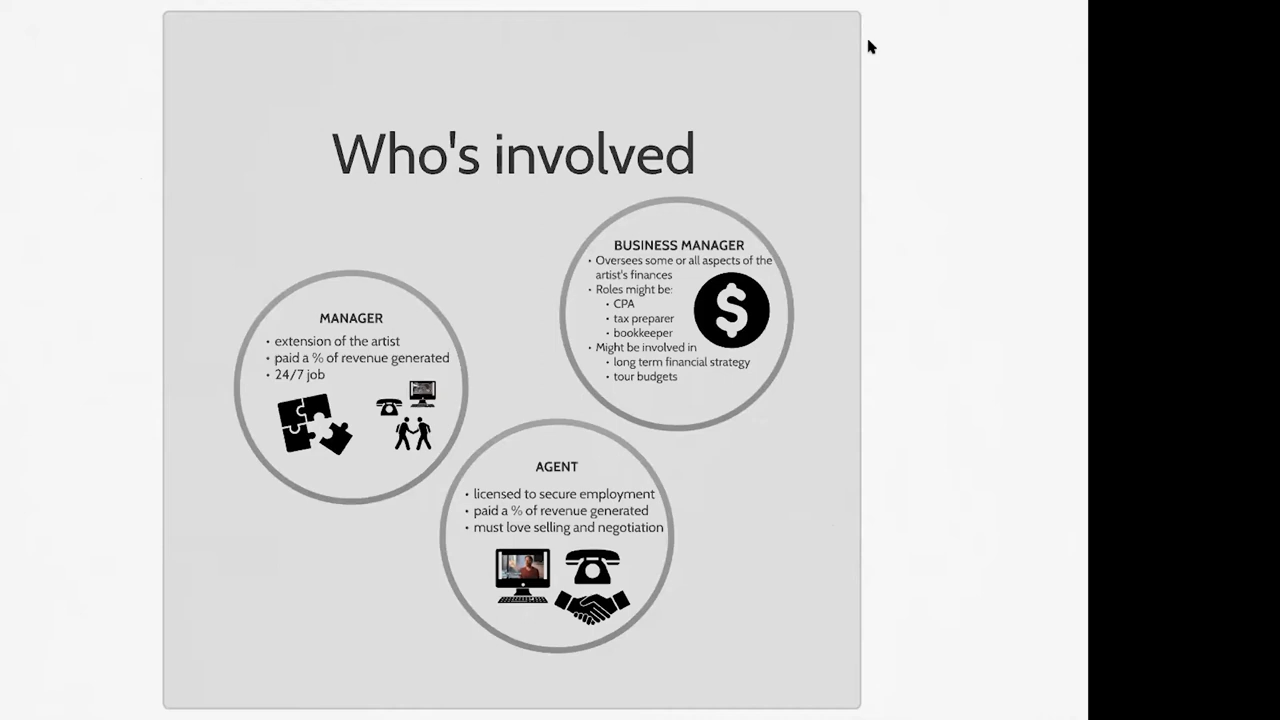 Who's involved
BUSINESS MANAGER
• Oversees some or all aspects of the
artist's finances
• Roles might be:
• CPA
• tax preparer
• bookkeeper
• Might be involved in
• long term financial strategy
• tour budgets
MANAGER
• extension of the artist
• paid a % of revenue generated
• 24/7 job
AGENT
• licensed to secure employment
• paid a % of revenue generated
• must love selling and negotiation